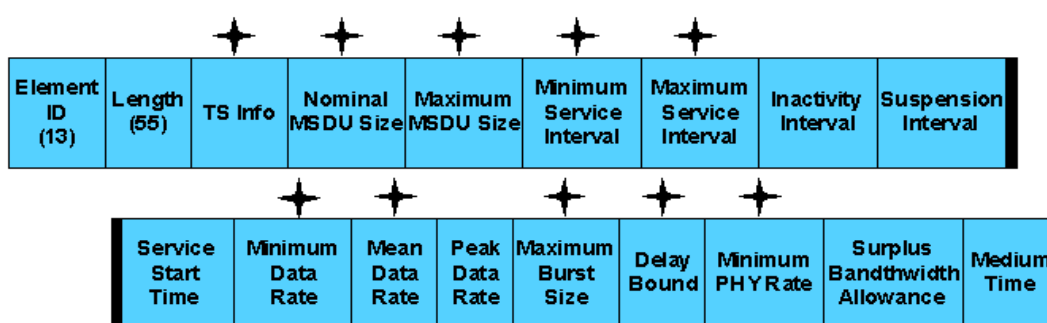 Element
ID
(13)
Length
(55)
TS Info
Nominal
MSDU Size
Maximum
MSDU Size
Minimum
Service
Interval
Maximum
Service
Interval
Inactivity
Interval
Suspension
Interval
Service
Start
Time
Minimum
Data
Rate
Mean
Data
Rate
Peak
Data
Rate
Maximum
Burst
Size
Delay
Bound
Minimum
PHY Rate
Surplus
Bandthwidth
Allowance
Medium
Time